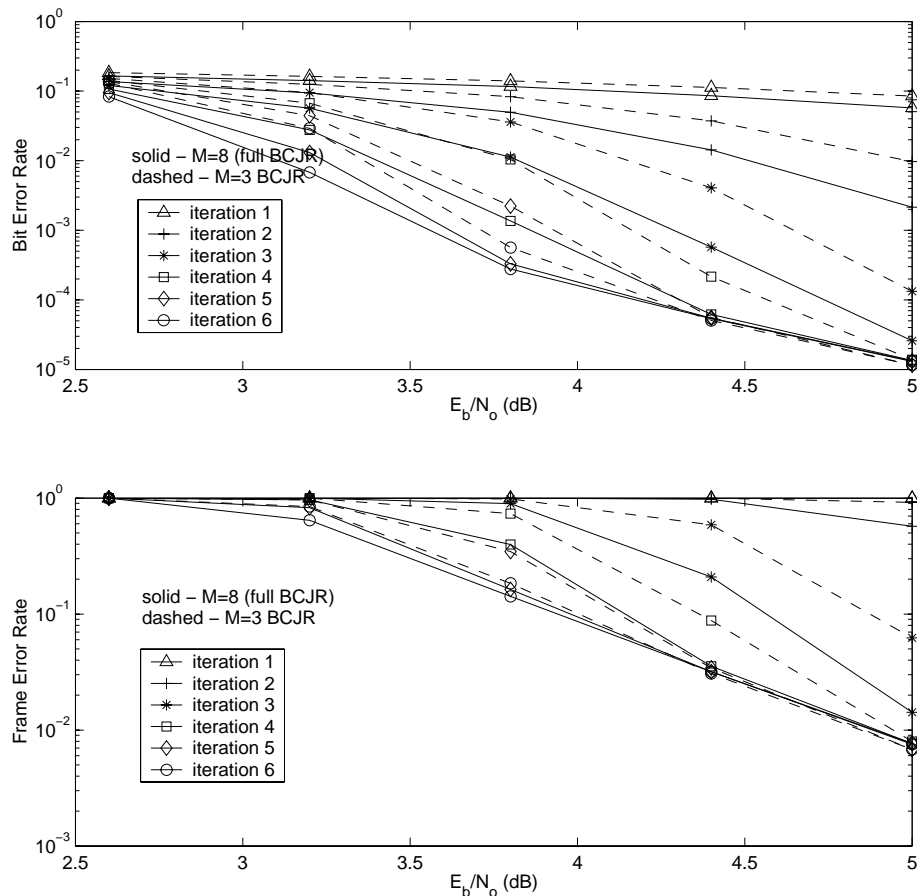 10^0
10^-1
10^-2
10^-3
10^-4
10^-5
Bit Error Rate
solid – M=8 (full BCJR)
dashed – M=3 BCJR
iteration 1
iteration 2
iteration 3
iteration 4
iteration 5
iteration 6
2.5 3 3.5 4 4.5 5
E_b/N_o (dB)
10^0
10^-1
10^-2
10^-3
Frame Error Rate
solid – M=8 (full BCJR)
dashed – M=3 BCJR
iteration 1
iteration 2
iteration 3
iteration 4
iteration 5
iteration 6
2.5 3 3.5 4 4.5 5
E_b/N_o (dB)